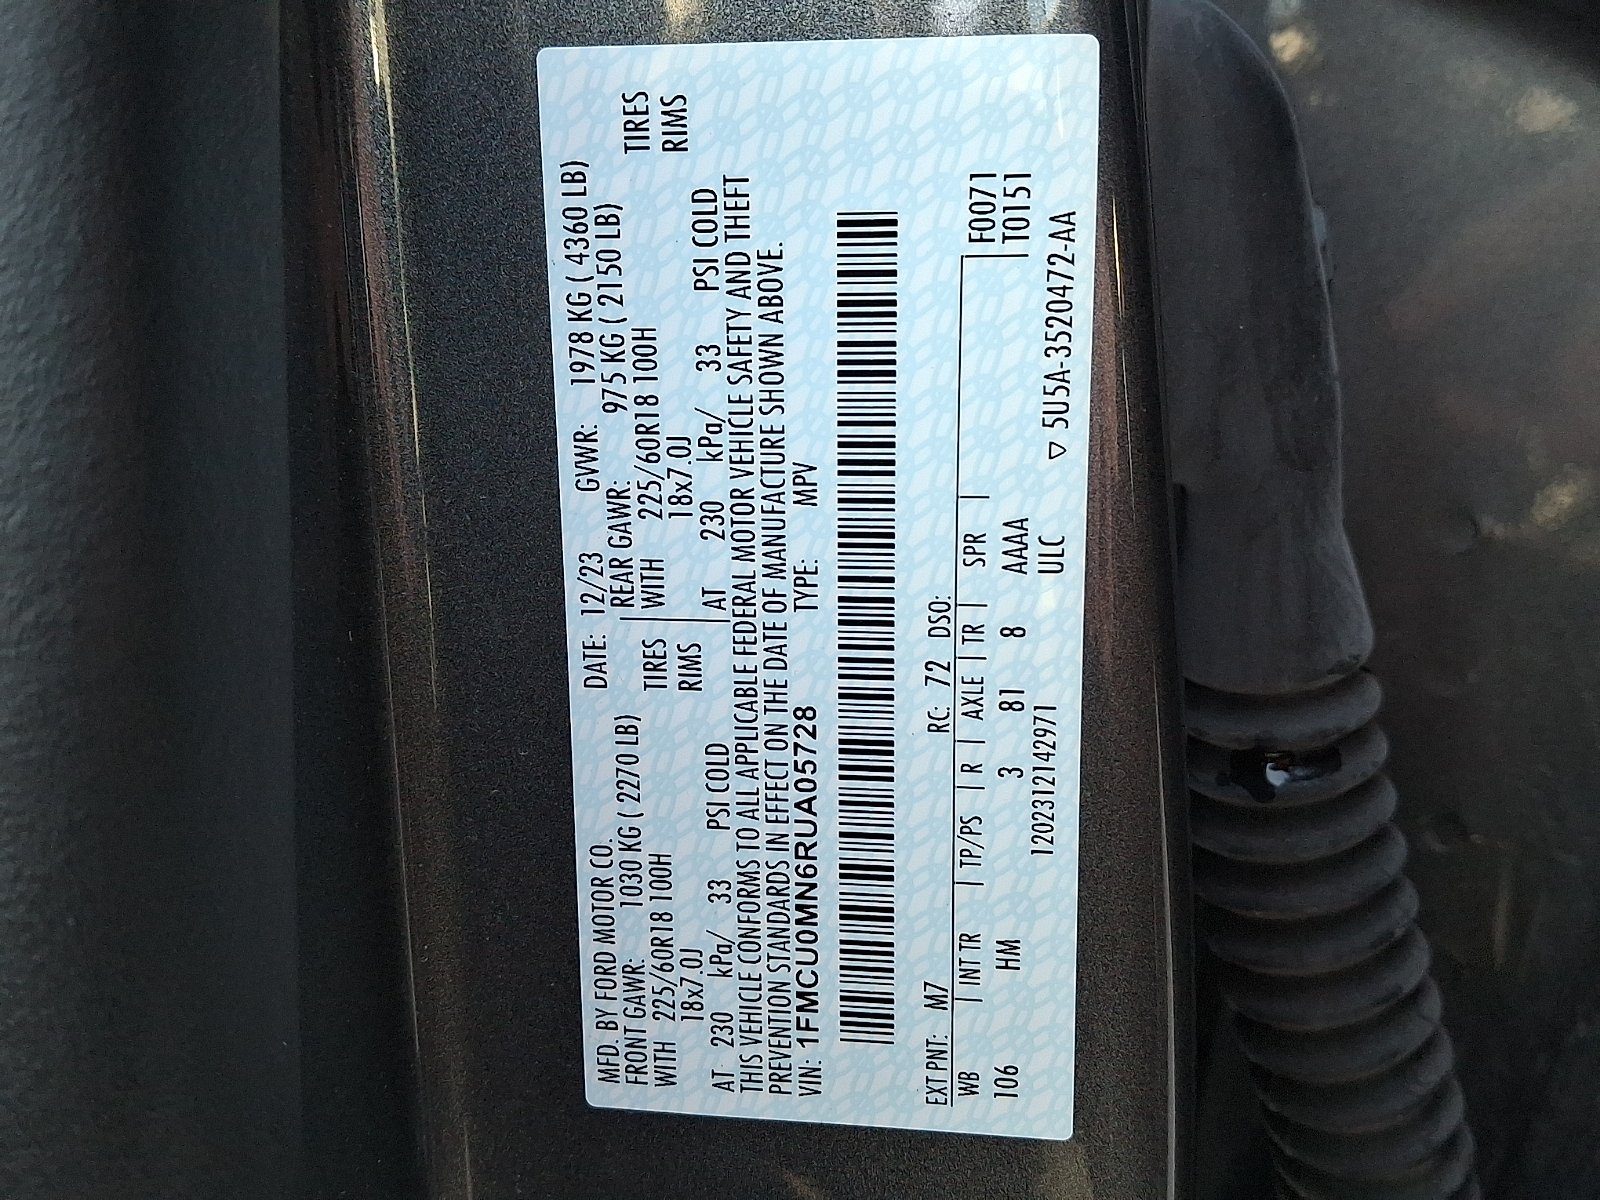 MFD. BY FORD MOTOR CO. DATE: 12/23 GVWR: 1978 KG ( 4360 LB)
FRONT GAWR: 1030 KG ( 2270 LB) REAR GAWR: 975 KG ( 2150 LB)
WITH 225/60R18 100H TIRES WITH 225/60R18 100H TIRES
18x7.0J RIMS 18x7.0J RIMS
AT: 230 kPa/ 33 PSI COLD AT 230 kPa/ 33 PSI COLD
THIS VEHICLE CONFORMS TO ALL APPLICABLE FEDERAL MOTOR VEHICLE SAFETY AND THEFT
PREVENTION STANDARDS IN EFFECT ON THE DATE OF MANUFACTURE SHOWN ABOVE.
VIN: 1FMCU0MN6RUA05728 TYPE: MPV
EXT PNT: M7 RC: 72 DSO:
WB | INT TR | TP/PS | R | AXLE | TR | SPR | F0071
106 HM 3 81 8 AAAA T0151
1202312142971 ULC
▽ 5U5A-3520472-AA